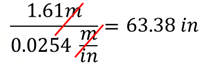 1.61m
0.0254 m/in = 63.38 in